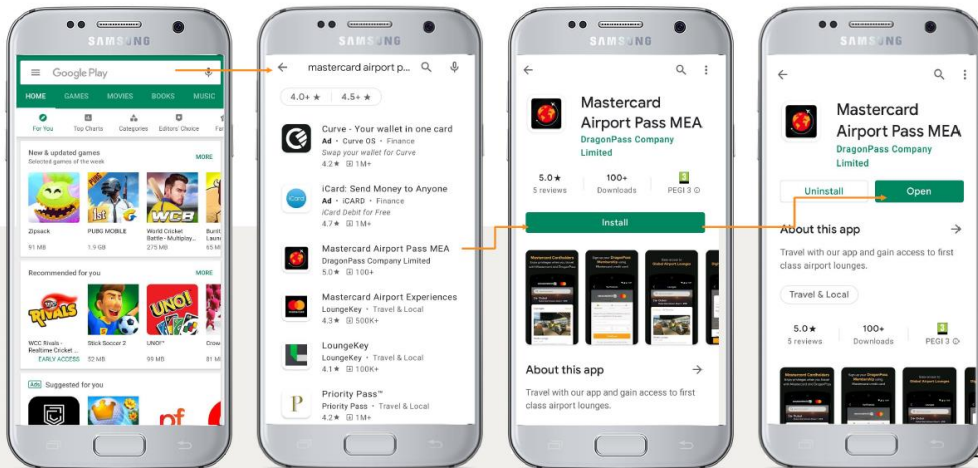 SAMSUNG
Google Play
HOME GAMES MOVIES BOOKS MUSIC
For You Top Charts Categories Editors' Choice
New & updated games MORE
Selected games of the week
Zipsack PUBG MOBILE World Cricket
Battle - Multiplay...
91 MB 1.9 GB 275 MB
Recommended for you MORE
WCC Rivals - Stick Soccer 2 UNO!™
Realtime Cricket ...
EARLY ACCESS 52 MB 99 MB
Ads Suggested for you
SAMSUNG
mastercard airport p...
4.0+ ★ 4.5+ ★
Curve - Your wallet in one card
Ad • Curve OS • Finance
Swap your wallet for Curve
4.2★ 1M+
iCard: Send Money to Anyone
Ad • iCARD • Finance
iCard Debit for Free
4.7★ 1M+
Mastercard Airport Pass MEA
DragonPass Company Limited
5.0★ 100+
Mastercard Airport Experiences
LoungeKey • Travel & Local
4.3★ 500K+
LoungeKey
LoungeKey • Travel & Local
4.1★ 100K+
Priority Pass™
Priority Pass • Travel & Local
4.2★ 1M+
SAMSUNG
Mastercard
Airport Pass MEA
DragonPass Company
Limited
5.0★ 100+ 3
5 reviews Downloads PEGI 3
Install
About this app
Travel with our app and gain access to first
class airport lounges.
SAMSUNG
Mastercard
Airport Pass MEA
DragonPass Company
Limited
Uninstall Open
About this app
Travel with our app and gain access to first
class airport lounges.
Travel & Local
5.0★ 100+ 3
5 reviews Downloads PEGI 3